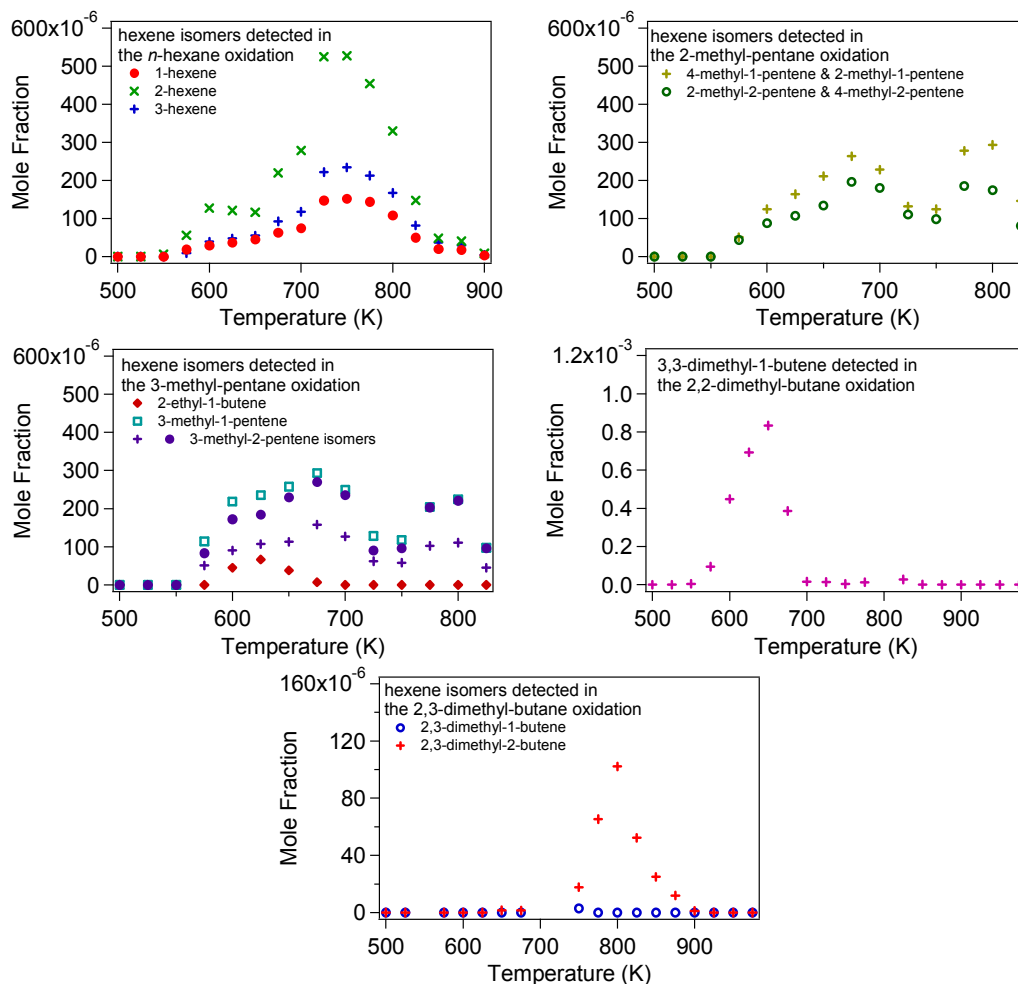 600x10-6
500
400
300
200
100
0
Mole Fraction
hexene isomers detected in
the n-hexane oxidation
1-hexene
2-hexene
3-hexene
500
600
700
800
900
Temperature (K)
600x10-6
500
400
300
200
100
0
Mole Fraction
hexene isomers detected in
the 2-methyl-pentane oxidation
4-methyl-1-pentene & 2-methyl-1-pentene
2-methyl-2-pentene & 4-methyl-2-pentene
500
600
700
800
Temperature (K)
600x10-6
500
400
300
200
100
0
Mole Fraction
hexene isomers detected in
the 3-methyl-pentane oxidation
2-ethyl-1-butene
3-methyl-1-pentene
3-methyl-2-pentene isomers
500
600
700
800
Temperature (K)
1.2x10-3
1.0
0.8
0.6
0.4
0.2
0.0
Mole Fraction
3,3-dimethyl-1-butene detected in
the 2,2-dimethyl-butane oxidation
500
600
700
800
900
Temperature (K)
160x10-6
120
80
40
0
Mole Fraction
hexene isomers detected in
the 2,3-dimethyl-butane oxidation
2,3-dimethyl-1-butene
2,3-dimethyl-2-butene
500
600
700
800
900
Temperature (K)